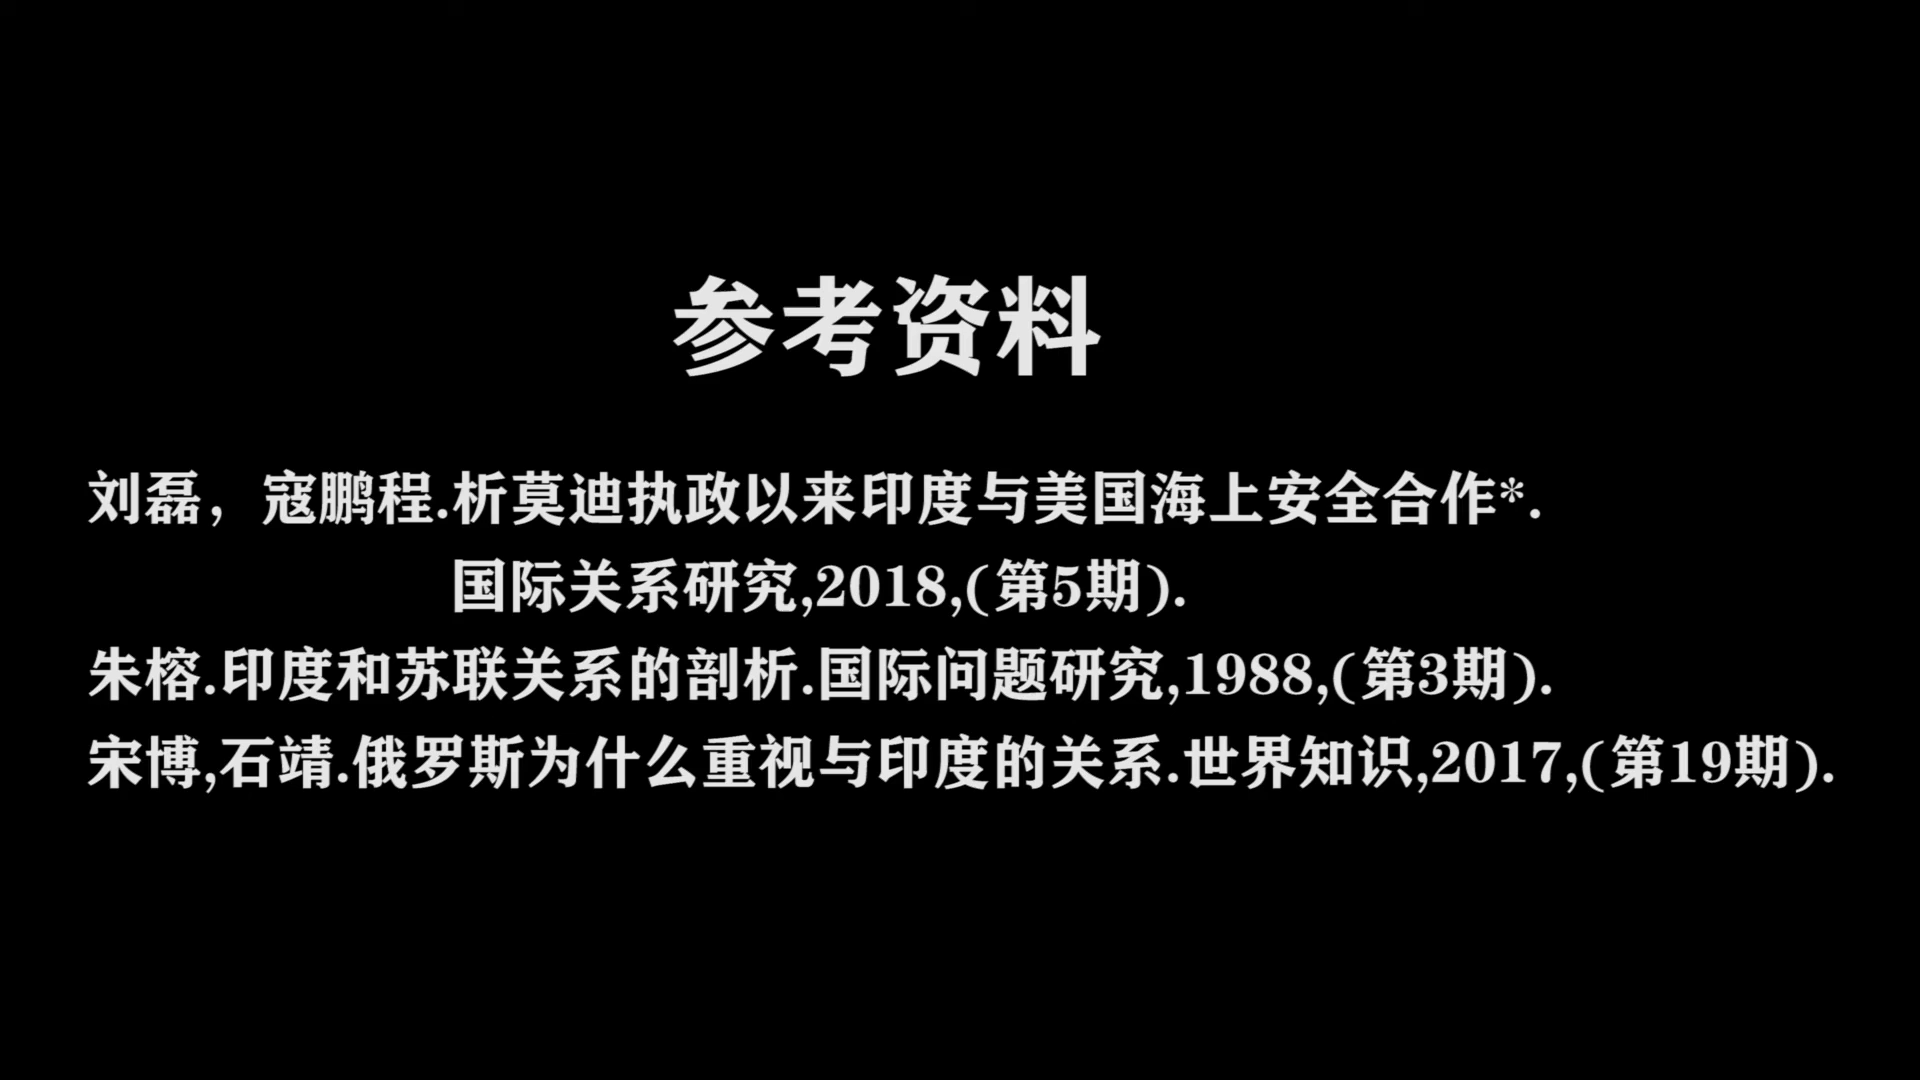 参考资料
刘磊，寇鹏程.析莫迪执政以来印度与美国海上安全合作*.
国际关系研究,2018,(第5期).
朱榕.印度和苏联关系的剖析.国际问题研究,1988,(第3期).
宋博,石靖.俄罗斯为什么重视与印度的关系.世界知识,2017,(第19期).